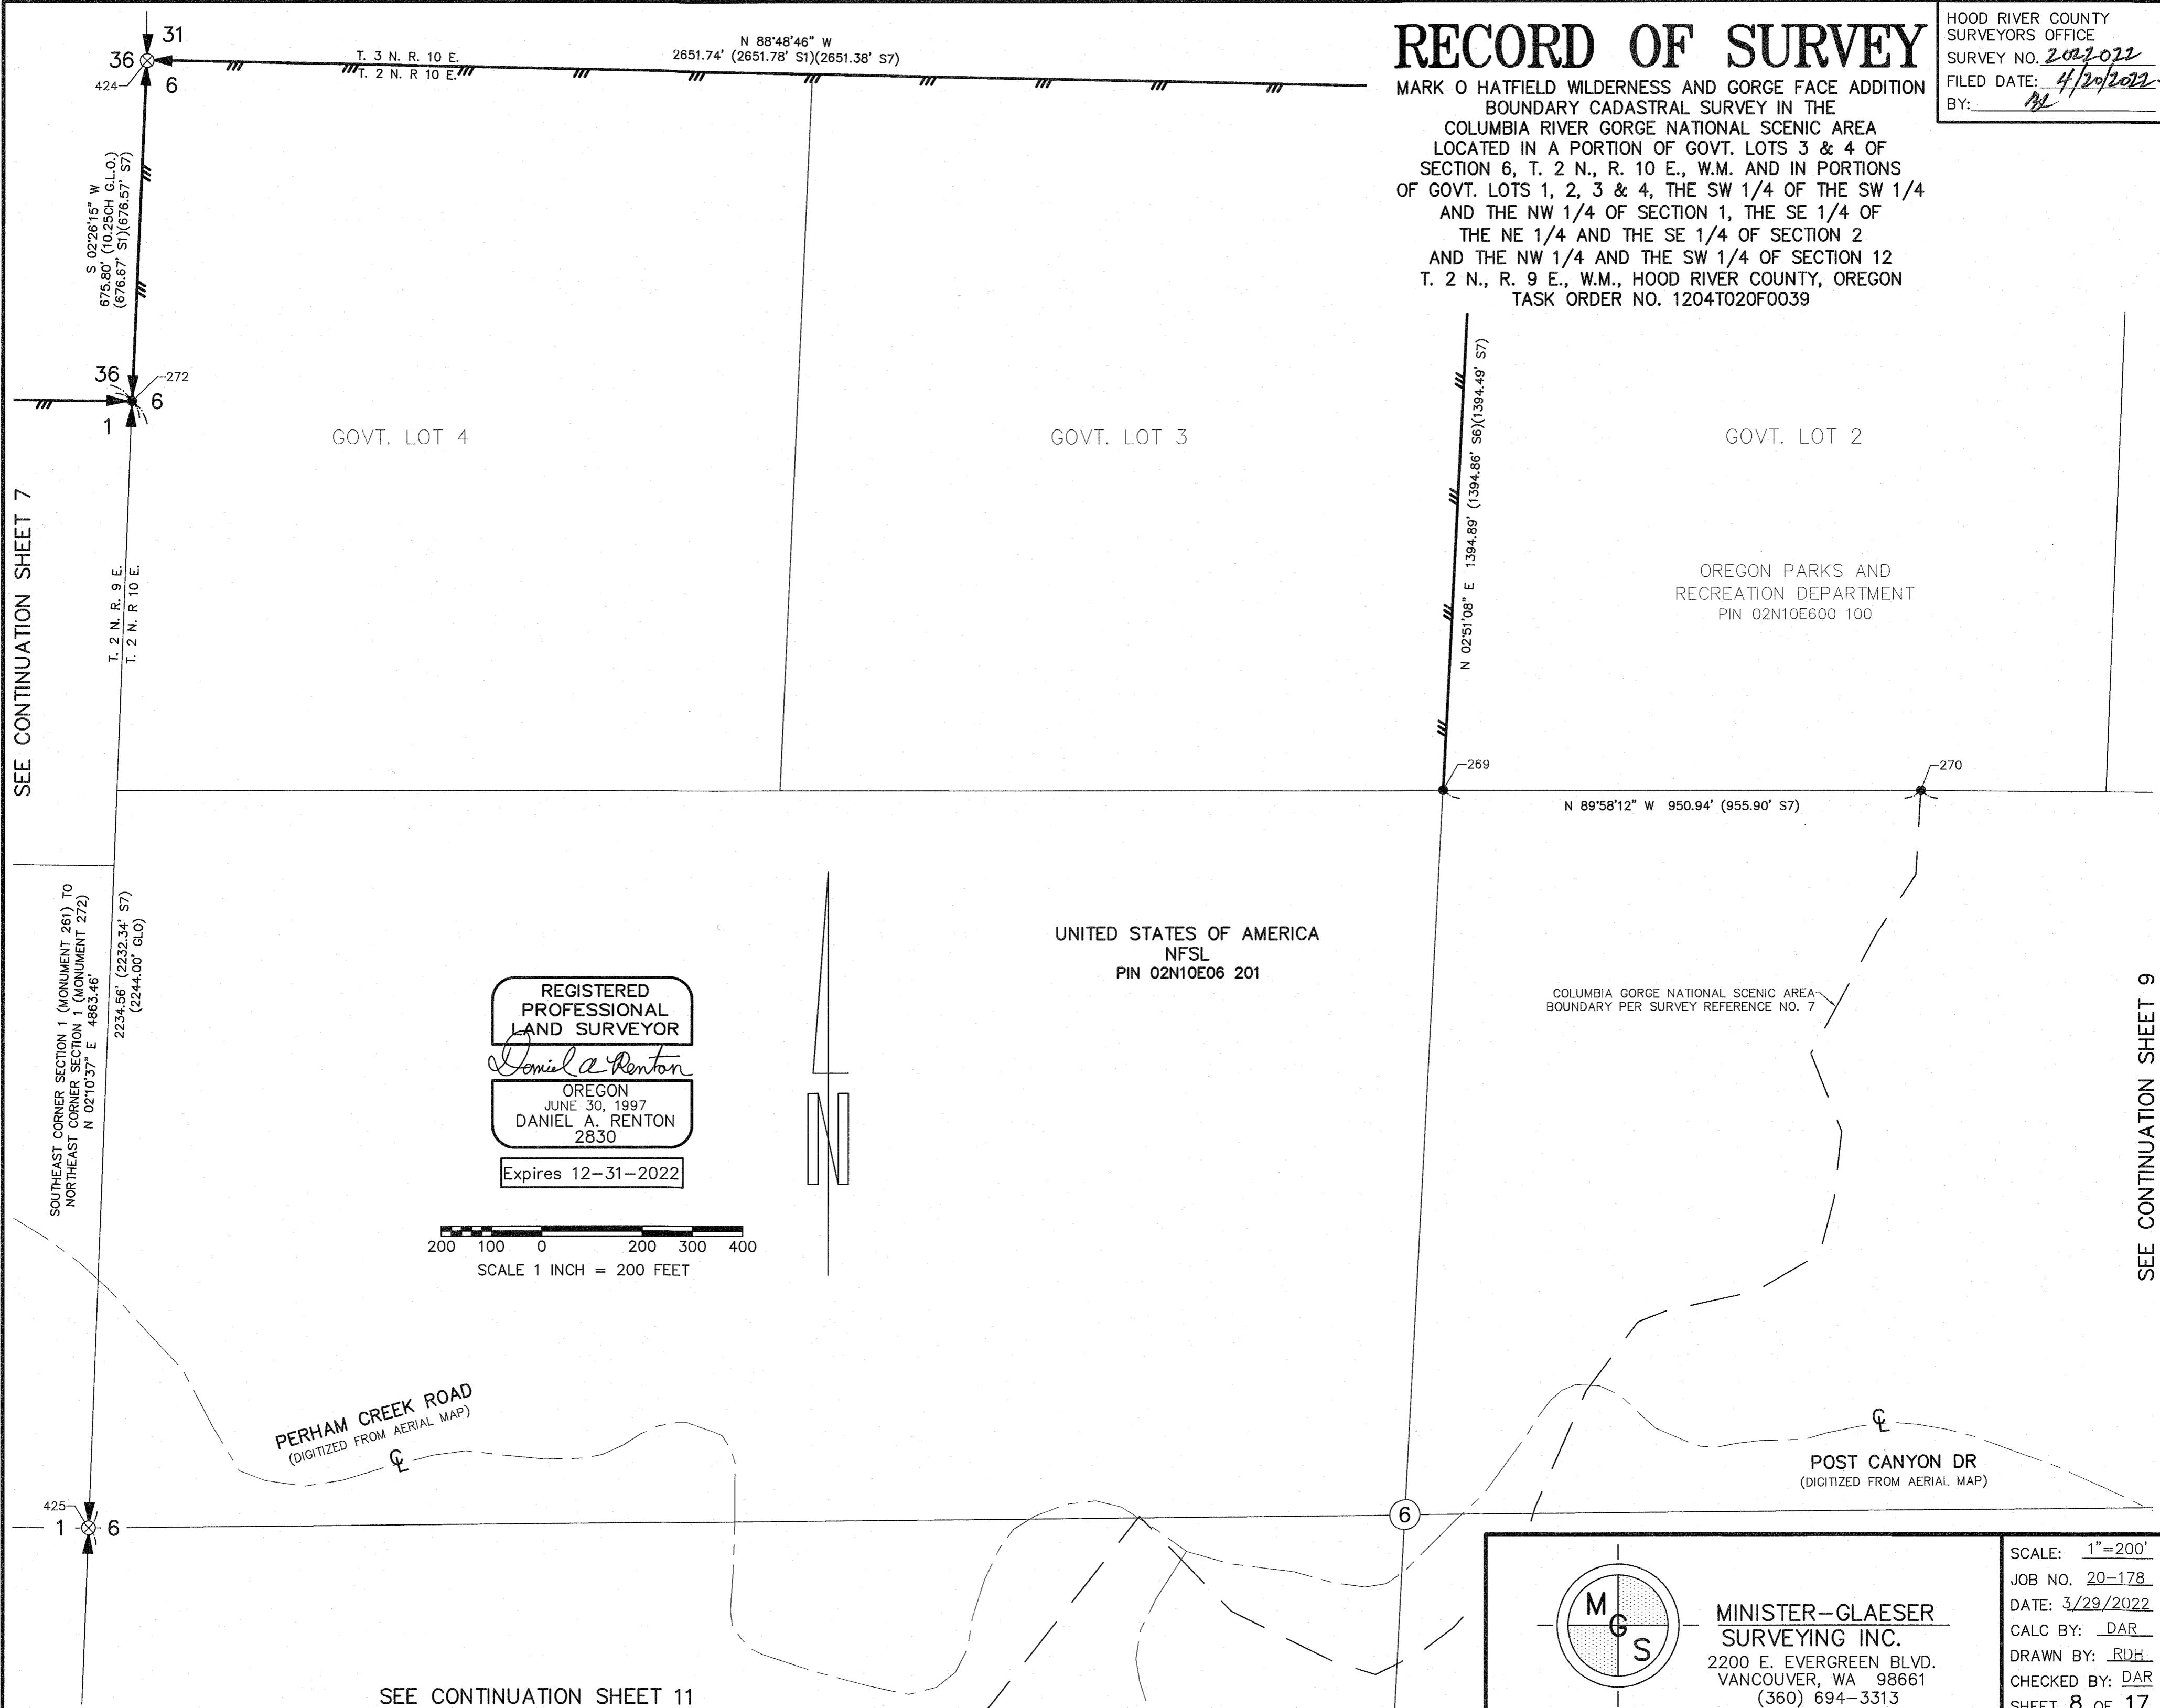 RECORD OF SURVEY
MARK O HATFIELD WILDERNESS AND GORGE FACE ADDITION
BOUNDARY CADASTRAL SURVEY IN THE
COLUMBIA RIVER GORGE NATIONAL SCENIC AREA
LOCATED IN A PORTION OF GOVT. LOTS 3 & 4 OF
SECTION 6, T. 2 N., R. 10 E., W.M. AND IN PORTIONS
OF GOVT. LOTS 1, 2, 3 & 4, THE SW 1/4 OF THE SW 1/4
AND THE NW 1/4 OF SECTION 1, THE SE 1/4 OF
THE NE 1/4 AND THE SE 1/4 OF SECTION 2
AND THE NW 1/4 AND THE SW 1/4 OF SECTION 12
T. 2 N., R. 9 E., W.M., HOOD RIVER COUNTY, OREGON
TASK ORDER NO. 1204T020F0039
HOOD RIVER COUNTY
SURVEYORS OFFICE
SURVEY NO. 2022022
FILED DATE: 4/20/2022
BY:
31
36
424
6
T. 3 N. R. 10 E.
T. 2 N. R 10 E.
N 88°48'46" W
2651.74' (2651.78' S1)(2651.38' S7)
S 02°26'15" W
675.80' (10.25CH G.L.O.)
(676.67' S1)(676.57' S7)
36
272
6
1
GOVT. LOT 4
GOVT. LOT 3
GOVT. LOT 2
N 02°51'08" E 1394.89' (1394.86' S6)(1394.49' S7)
OREGON PARKS AND
RECREATION DEPARTMENT
PIN 02N10E600 100
SEE CONTINUATION SHEET 7
T. 2 N. R. 9 E.
T. 2 N. R 10 E.
269
270
N 89°58'12" W 950.94' (955.90' S7)
SOUTHEAST CORNER SECTION 1 (MONUMENT 261) TO
NORTHEAST CORNER SECTION 1 (MONUMENT 272)
N 02°10'37" E 4863.46'
2234.56' (2232.34' S7)
(2244.00' GLO)
UNITED STATES OF AMERICA
NFSL
PIN 02N10E06 201
COLUMBIA GORGE NATIONAL SCENIC AREA
BOUNDARY PER SURVEY REFERENCE NO. 7
SEE CONTINUATION SHEET 9
REGISTERED
PROFESSIONAL
LAND SURVEYOR
Daniel A Renton
OREGON
JUNE 30, 1997
DANIEL A. RENTON
2830
Expires 12-31-2022
N
200 100 0 200 300 400
SCALE 1 INCH = 200 FEET
PERHAM CREEK ROAD
(DIGITIZED FROM AERIAL MAP)
CL
CL
POST CANYON DR
(DIGITIZED FROM AERIAL MAP)
425
1
6
6
SEE CONTINUATION SHEET 11
M G S
MINISTER-GLAESER
SURVEYING INC.
2200 E. EVERGREEN BLVD.
VANCOUVER, WA 98661
(360) 694-3313
SCALE: 1"=200'
JOB NO. 20-178
DATE: 3/29/2022
CALC BY: DAR
DRAWN BY: RDH
CHECKED BY: DAR
SHEET 8 OF 17